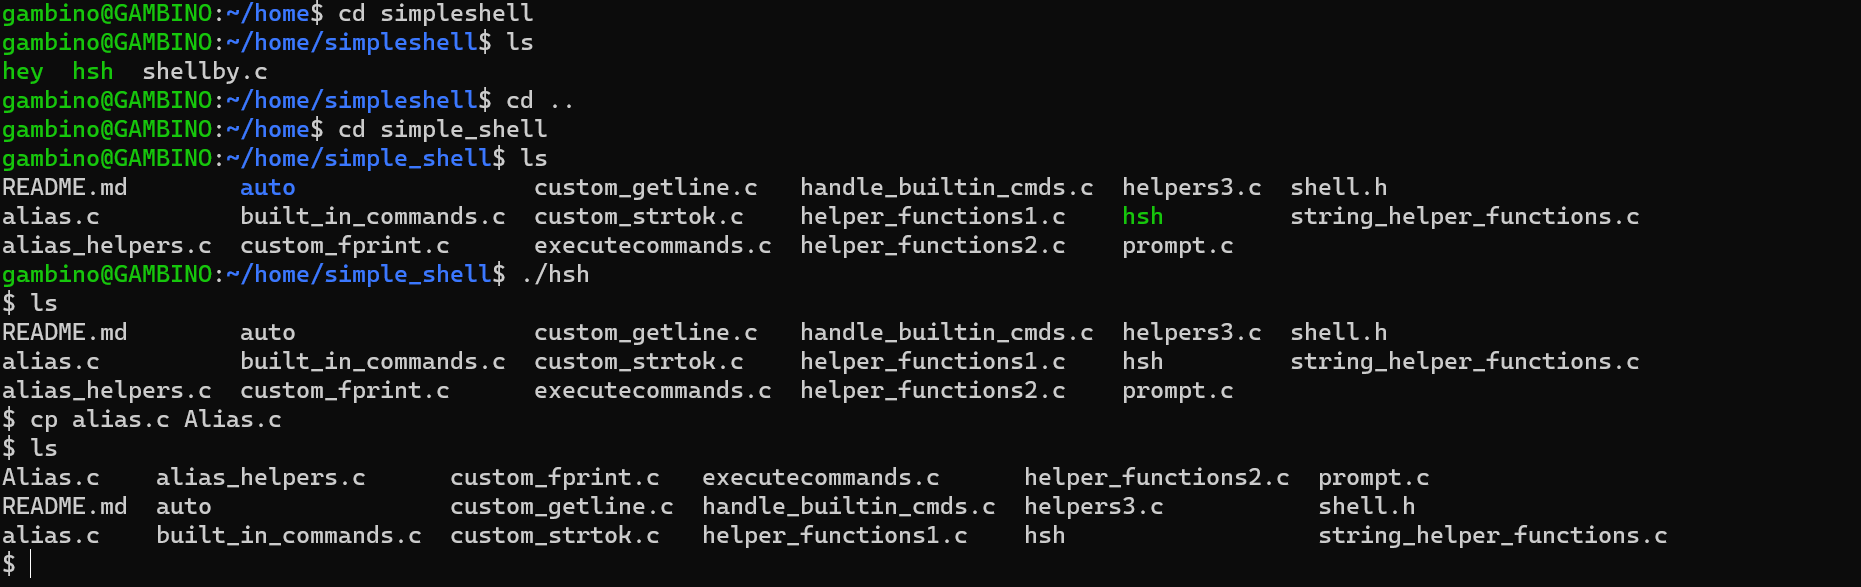 gambino@GAMBINO:~/home$ cd simpleshell
gambino@GAMBINO:~/home/simpleshell$ ls
hey  hsh  shellby.c
gambino@GAMBINO:~/home/simpleshell$ cd ..
gambino@GAMBINO:~/home$ cd simple_shell
gambino@GAMBINO:~/home/simple_shell$ ls
README.md        auto                 custom_getline.c   handle_builtin_cmds.c  helpers3.c  shell.h
alias.c          built_in_commands.c  custom_strtok.c    helper_functions1.c    hsh         string_helper_functions.c
alias_helpers.c  custom_fprint.c      executecommands.c  helper_functions2.c    prompt.c
gambino@GAMBINO:~/home/simple_shell$ ./hsh
$ ls
README.md        auto                 custom_getline.c   handle_builtin_cmds.c  helpers3.c  shell.h
alias.c          built_in_commands.c  custom_strtok.c    helper_functions1.c    hsh         string_helper_functions.c
alias_helpers.c  custom_fprint.c      executecommands.c  helper_functions2.c    prompt.c
$ cp alias.c Alias.c
$ ls
Alias.c    alias_helpers.c      custom_fprint.c   executecommands.c      helper_functions2.c  prompt.c
README.md  auto                 custom_getline.c  handle_builtin_cmds.c  helpers3.c           shell.h
alias.c    built_in_commands.c  custom_strtok.c   helper_functions1.c    hsh                  string_helper_functions.c
$